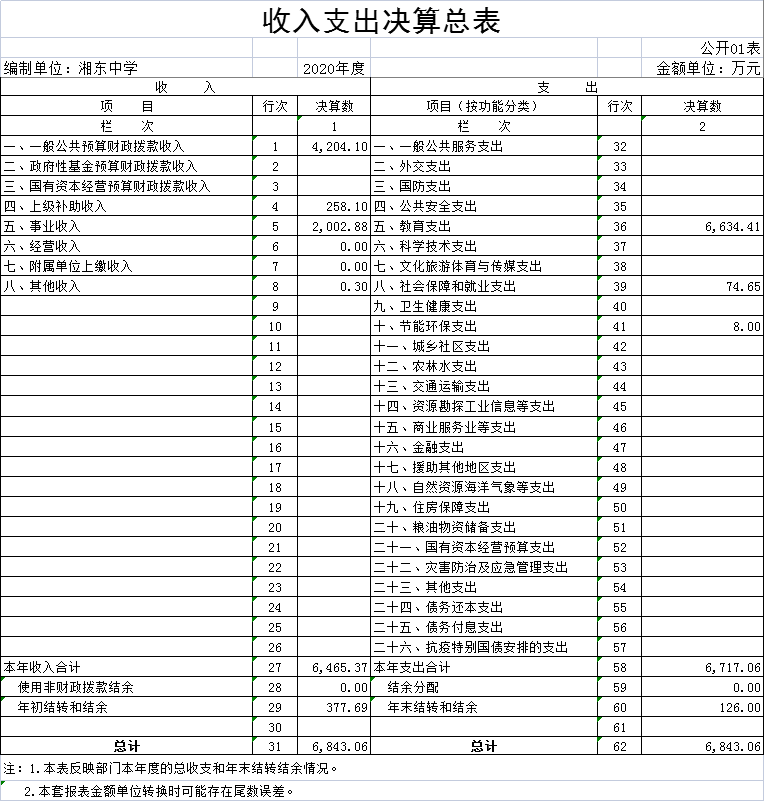 收入支出决算总表
公开01表
编制单位：湘东中学 2020年度 金额单位：万元
收 入 支 出
项 目 行次 决算数 项目（按功能分类） 行次 决算数
栏 次 1 栏 次 2
一、一般公共预算财政拨款收入 1 4,204.10 一、一般公共服务支出 32
二、政府性基金预算财政拨款收入 2 二、外交支出 33
三、国有资本经营预算财政拨款收入 3 三、国防支出 34
四、上级补助收入 4 258.10 四、公共安全支出 35
五、事业收入 5 2,002.88 五、教育支出 36 6,634.41
六、经营收入 6 0.00 六、科学技术支出 37
七、附属单位上缴收入 7 0.00 七、文化旅游体育与传媒支出 38
八、其他收入 8 0.30 八、社会保障和就业支出 39 74.65
9 九、卫生健康支出 40
10 十、节能环保支出 41 8.00
11 十一、城乡社区支出 42
12 十二、农林水支出 43
13 十三、交通运输支出 44
14 十四、资源勘探工业信息等支出 45
15 十五、商业服务业等支出 46
16 十六、金融支出 47
17 十七、援助其他地区支出 48
18 十八、自然资源海洋气象等支出 49
19 十九、住房保障支出 50
20 二十、粮油物资储备支出 51
21 二十一、国有资本经营预算支出 52
22 二十二、灾害防治及应急管理支出 53
23 二十三、其他支出 54
24 二十四、债务还本支出 55
25 二十五、债务付息支出 56
26 二十六、抗疫特别国债安排的支出 57
本年收入合计 27 6,465.37 本年支出合计 58 6,717.06
使用非财政拨款结余 28 0.00 结余分配 59 0.00
年初结转和结余 29 377.69 年末结转和结余 60 126.00
30 61
总计 31 6,843.06 总计 62 6,843.06
注：1.本表反映部门本年度的总收支和年末结转结余情况。
2.本套报表金额单位转换时可能存在尾数误差。